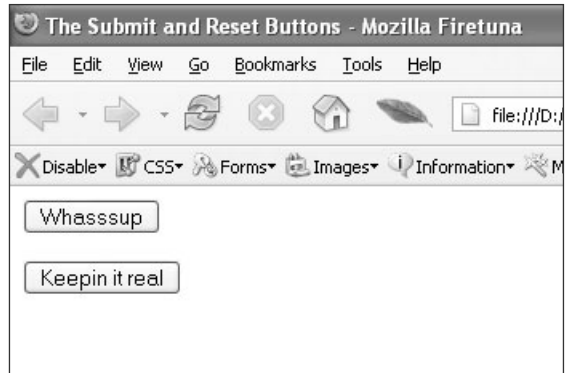 The Submit and Reset Buttons - Mozilla Firetuna
File Edit View Go Bookmarks Tools Help
file:///D:/
Disable CSS Forms Images Information M
Whasssup
Keepin it real